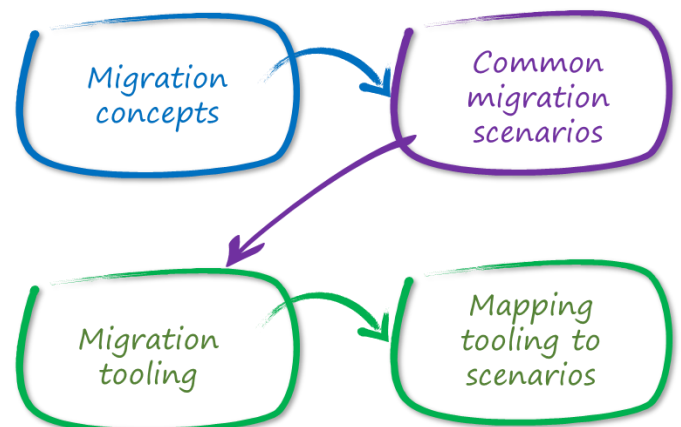 Migration
concepts
Common
migration
scenarios
Migration
tooling
Mapping
tooling to
scenarios